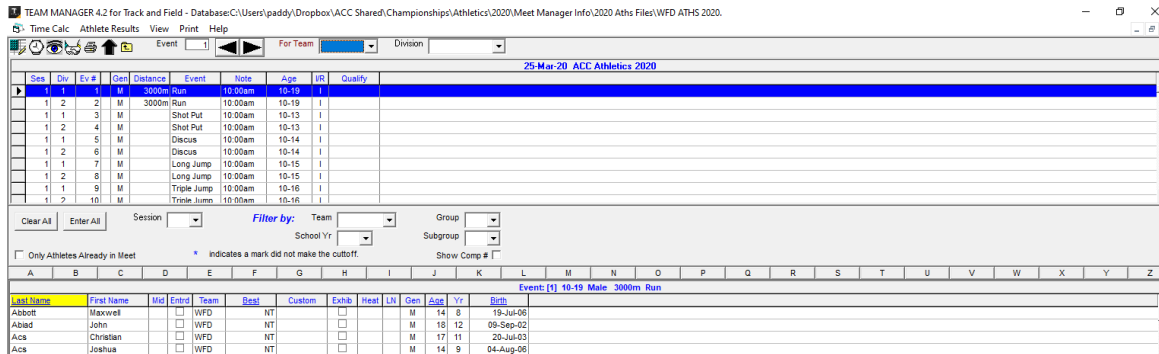 TEAM MANAGER 4.2 for Track and Field - Database:C:\Users\paddy\Dropbox\ACC Shared\Championships\Athletics\2020\Meet Manager Info\2020 Aths Files\WFD ATHS 2020.
Time Calc Athlete Results View Print Help
Event 1 For Team Division
25-Mar-20 ACC Athletics 2020
Ses Div Ev # Gen Distance Event Note Age I/R Qualify
1 1 1 M 3000m Run 10:00am 10-19 I
1 2 2 M 3000m Run 10:00am 10-19 I
1 1 3 M Shot Put 10:00am 10-13 I
1 2 4 M Shot Put 10:00am 10-13 I
1 1 5 M Discus 10:00am 10-14 I
1 2 6 M Discus 10:00am 10-14 I
1 1 7 M Long Jump 10:00am 10-15 I
1 2 8 M Long Jump 10:00am 10-15 I
1 1 9 M Triple Jump 10:00am 10-16 I
1 2 10 M Triple Jump 10:00am 10-16 I
Clear All Enter All Session Filter by: Team Group
School Yr Subgroup
Only Athletes Already in Meet * indicates a mark did not make the cuttoff. Show Comp #
A B C D E F G H I J K L M N O P Q R S T U V W X Y Z
Event: [1] 10-19 Male 3000m Run
Last Name First Name Mid Entrd Team Best Custom Exhib Heat LN Gen Age Yr Birth
Abbott Maxwell WFD NT M 14 8 19-Jul-06
Abiad John WFD NT M 18 12 09-Sep-02
Acs Christian WFD NT M 17 11 20-Jul-03
Acs Joshua WFD NT M 14 9 04-Aug-06